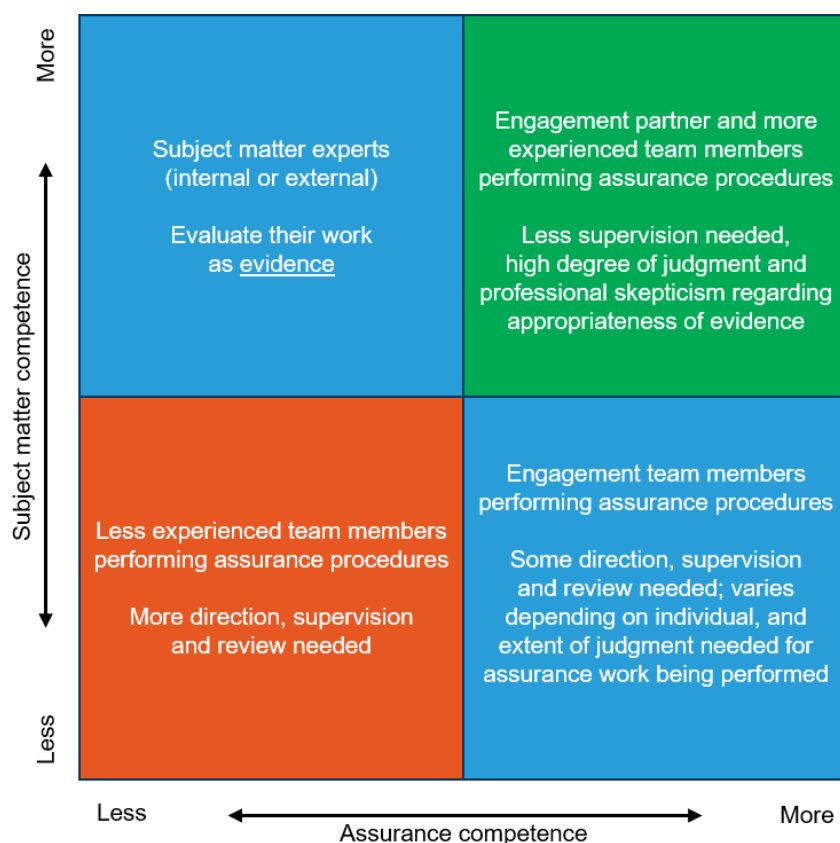 More
Subject matter experts
(internal or external)
Evaluate their work
as evidence
Engagement partner and more
experienced team members
performing assurance procedures
Less supervision needed,
high degree of judgment and
professional skepticism regarding
appropriateness of evidence
Subject matter competence
Less experienced team members
performing assurance procedures
More direction, supervision
and review needed
Engagement team members
performing assurance procedures
Some direction, supervision
and review needed; varies
depending on individual, and
extent of judgment needed for
assurance work being performed
Less
Less
More
Assurance competence